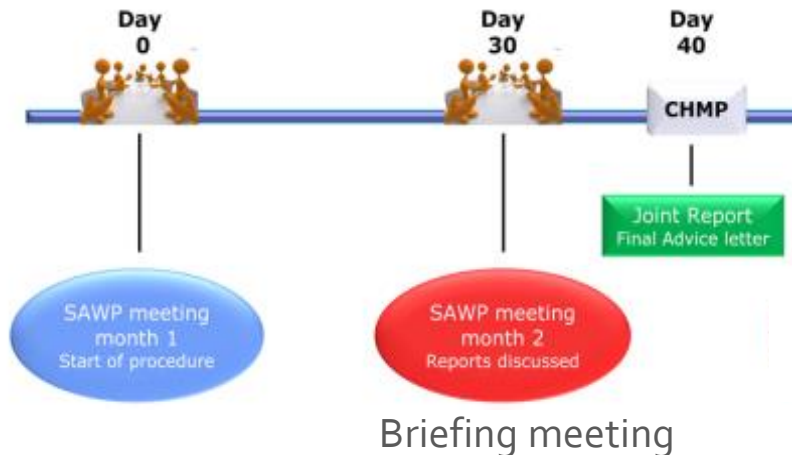 Day
0
Day
30
Day
40
CHMP
Joint Report
Final Advice letter
SAWP meeting
month 1
Start of procedure
SAWP meeting
month 2
Reports discussed
Briefing meeting